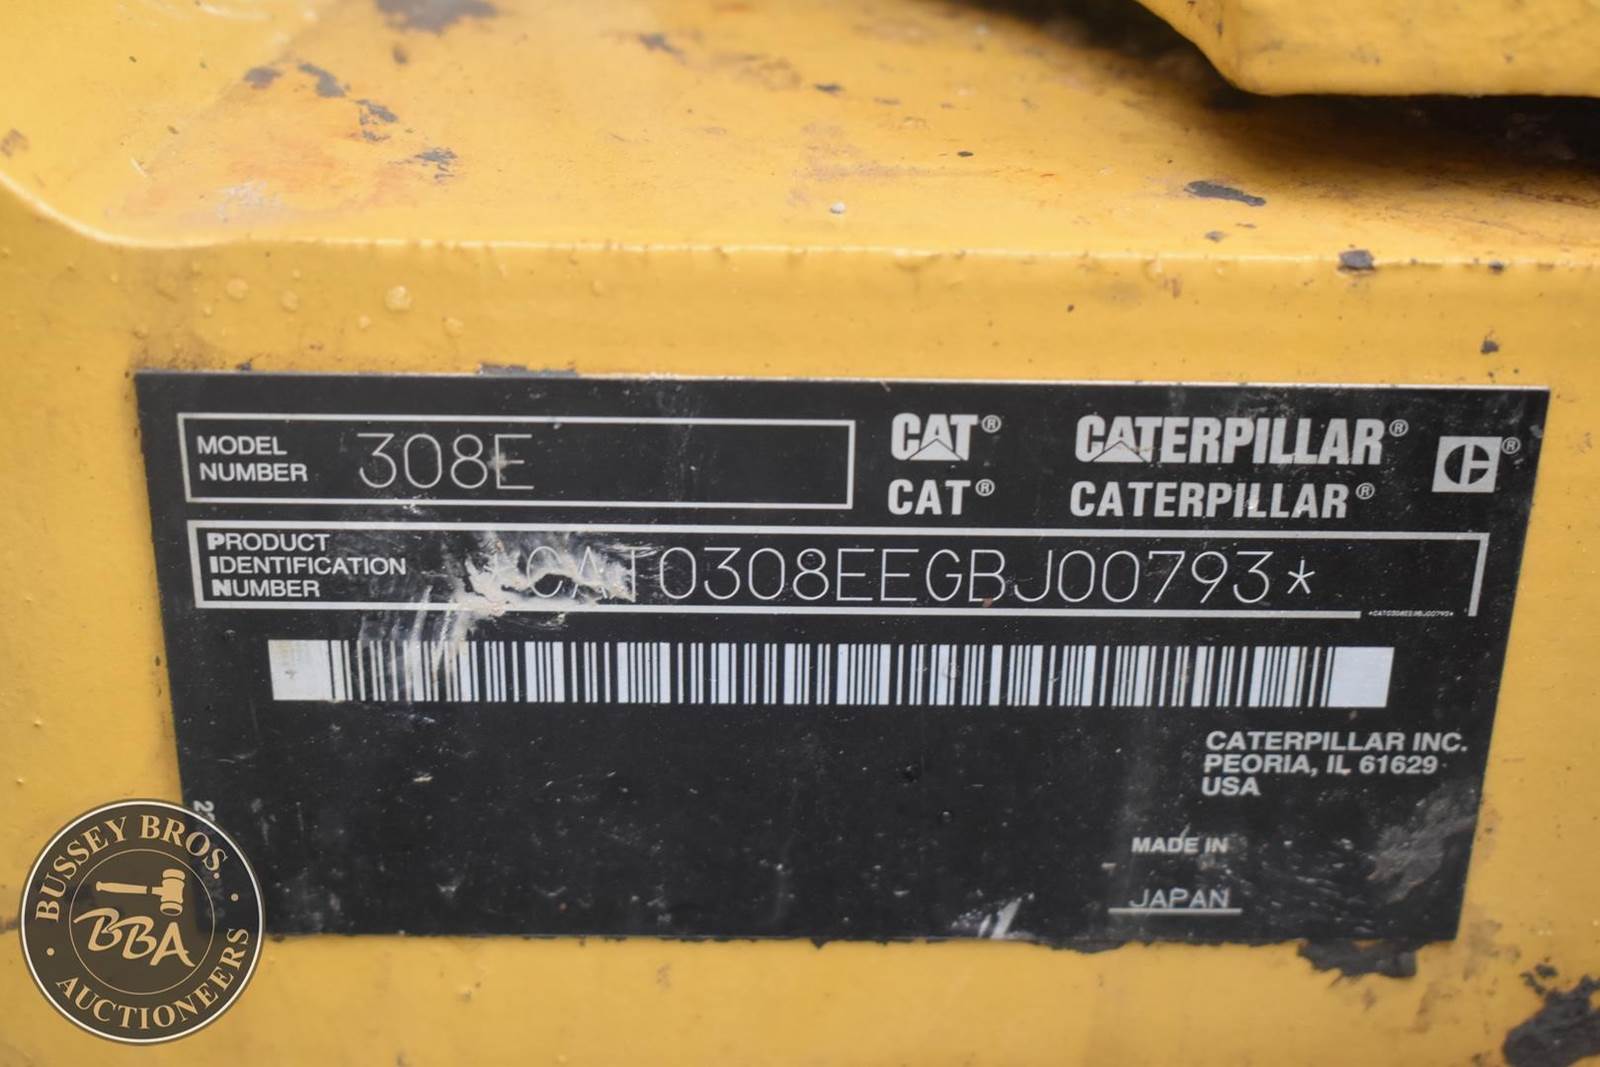 MODEL
NUMBER
308E
CAT® CATERPILLAR®
CAT® CATERPILLAR®
PRODUCT
IDENTIFICATION
NUMBER
*CAT0308EEGBJ00793*
*CAT0308EEGBJ00793*
CATERPILLAR INC.
PEORIA, IL 61629
USA
MADE IN
JAPAN
BUSSEY BROS.
BBA
AUCTIONEERS